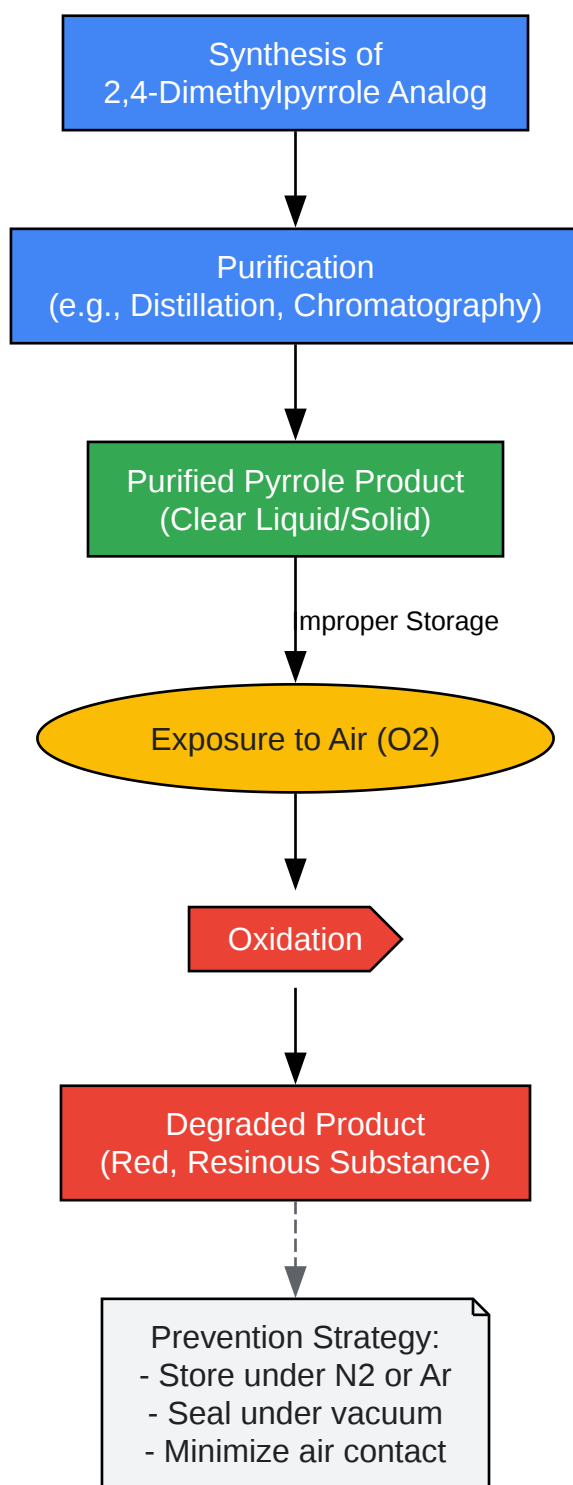 Synthesis of
2,4-Dimethylpyrrole Analog
Purification
(e.g., Distillation, Chromatography)
Purified Pyrrole Product
(Clear Liquid/Solid)
Improper Storage
Exposure to Air (O2)
Oxidation
Degraded Product
(Red, Resinous Substance)
Prevention Strategy:
- Store under N2 or Ar
- Seal under vacuum
- Minimize air contact